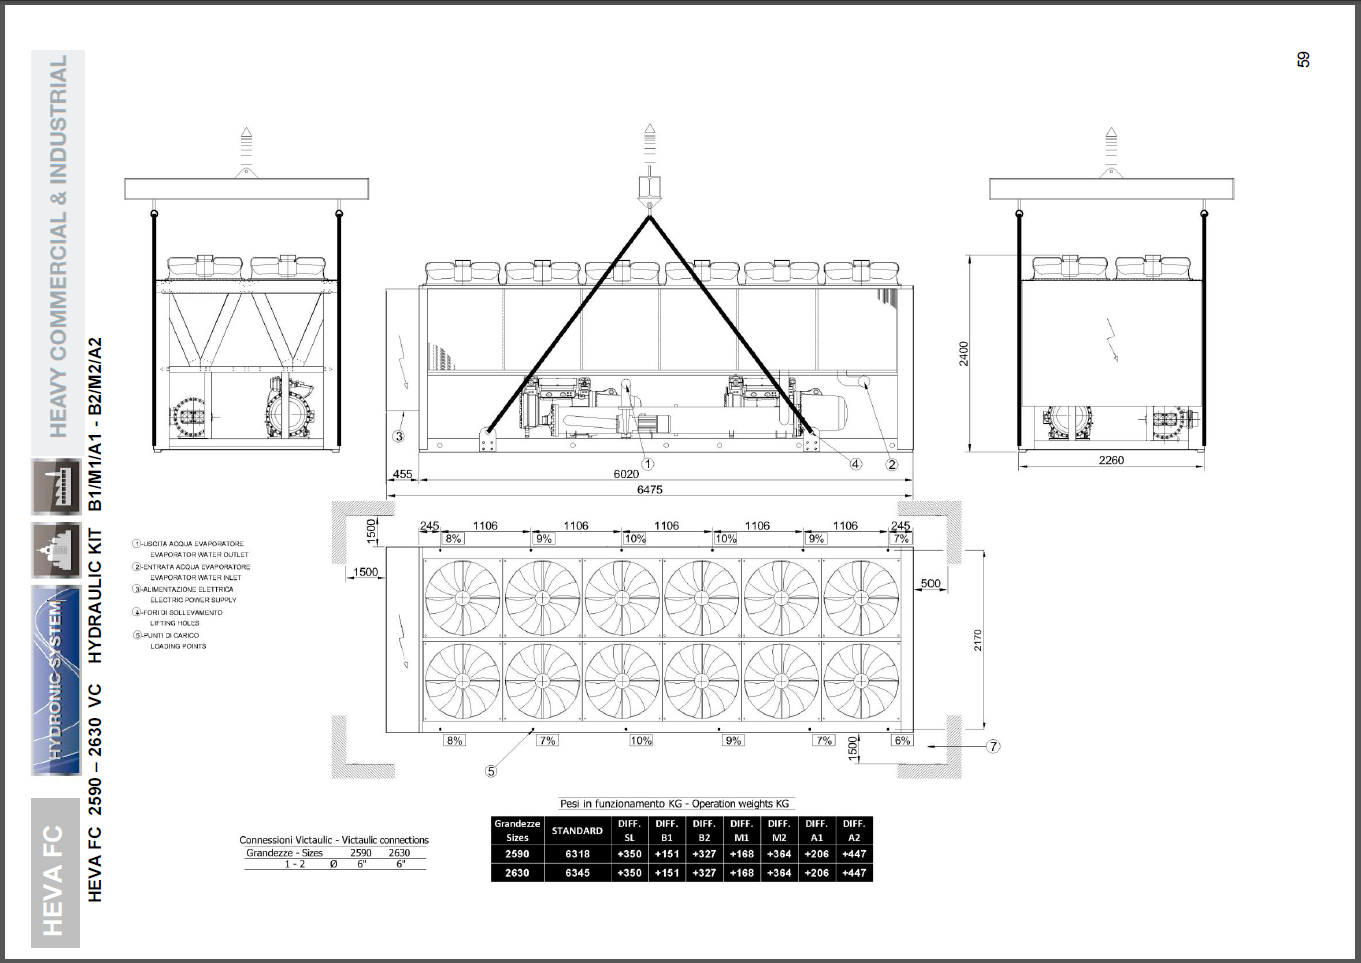 59
HEAVY COMMERCIAL & INDUSTRIAL
HYDRONIC SYSTEM
HEVA FC
HEVA FC 2590 – 2630 VC HYDRAULIC KIT B1/M1/A1 - B2/M2/A2
2400
3
1
4
2
2260
455
6020
6475
1500
245
1106
1106
1106
1106
1106
245
8%
9%
10%
10%
9%
7%
1500
500
2170
1-USCITA ACQUA EVAPORATORE
EVAPORATOR WATER OUTLET
2-ENTRATA ACQUA EVAPORATORE
EVAPORATOR WATER INLET
3-ALIMENTAZIONE ELETTRICA
ELECTRIC POWER SUPPLY
4-FORI DI SOLLEVAMENTO
LIFTING HOLES
5-PUNTI DI CARICO
LOADING POINTS
8%
7%
10%
9%
7%
6%
1500
7
5
Pesi in funzionamento KG - Operation weights KG
Grandezze Sizes STANDARD DIFF. SL DIFF. B1 DIFF. B2 DIFF. M1 DIFF. M2 DIFF. A1 DIFF. A2
2590 6318 +350 +151 +327 +168 +364 +206 +447
2630 6345 +350 +151 +327 +168 +364 +206 +447
Connessioni Victaulic - Victaulic connections
Grandezze - Sizes 2590 2630
1 - 2 Ø 6" 6"